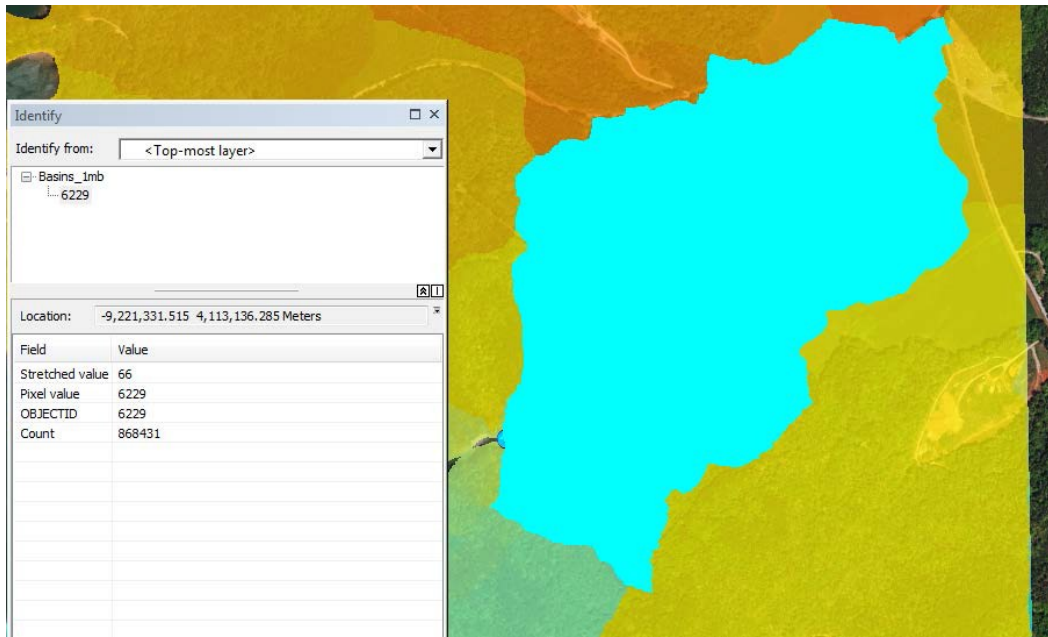 Identify
Identify from: <Top-most layer>
Basins_1mb
6229
Location: -9,221,331.515 4,113,136.285 Meters
Field Value
Stretched value 66
Pixel value 6229
OBJECTID 6229
Count 868431